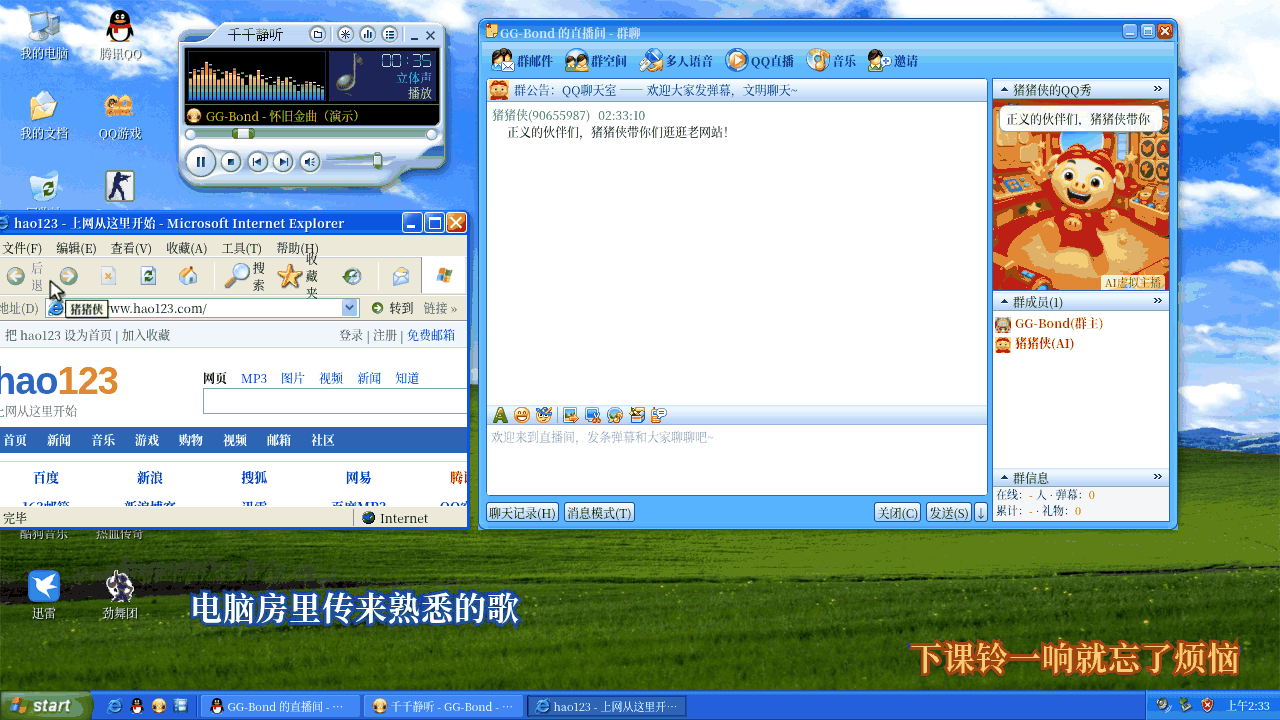 我的电脑
腾讯QQ
我的文档
QQ游戏
千千静听
00:35
立体声
播放
GG-Bond - 怀旧金曲（演示）
hao123 - 上网从这里开始 - Microsoft Internet Explorer
文件(F) 编辑(E) 查看(V) 收藏(A) 工具(T) 帮助(H)
后退
搜索
收藏夹
地址(D)
猪猪侠
ww.hao123.com/
转到 链接 »
把 hao123 设为首页 | 加入收藏
登录 | 注册 | 免费邮箱
hao123
上网从这里开始
网页 MP3 图片 视频 新闻 知道
首页 新闻 音乐 游戏 购物 视频 邮箱 社区
百度 新浪 搜狐 网易 腾讯
完毕
Internet
酷狗音乐 热血传奇
迅雷
劲舞团
GG-Bond 的直播间 - 群聊
群邮件 群空间 多人语音 QQ直播 音乐 邀请
群公告: QQ聊天室 —— 欢迎大家发弹幕，文明聊天~
猪猪侠(90655987) 02:33:10
正义的伙伴们，猪猪侠带你们逛逛老网站！
欢迎来到直播间，发条弹幕和大家聊聊吧~
聊天记录(H) 消息模式(T)
关闭(C) 发送(S) ↓
猪猪侠的QQ秀 »
正义的伙伴们，猪猪侠带你
AI虚拟主播
群成员(1) »
GG-Bond(群主)
猪猪侠(AI)
群信息 »
在线: - 人 · 弹幕: 0
累计: - · 礼物: 0
电脑房里传来熟悉的歌
下课铃一响就忘了烦恼
start
GG-Bond 的直播间 - ···
千千静听 - GG-Bond - ···
hao123 - 上网从这里开···
上午2:33